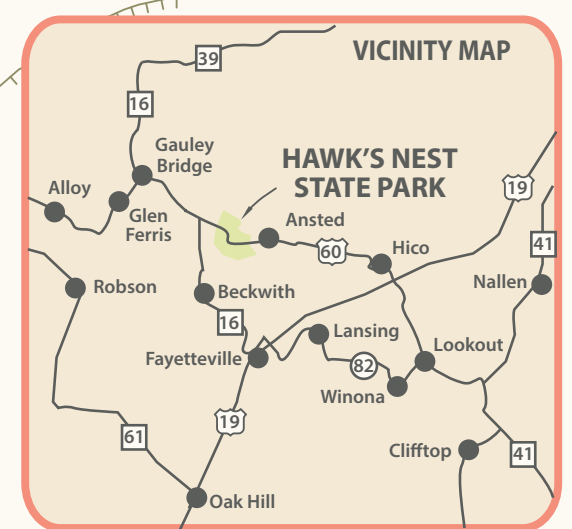 VICINITY MAP
39
16
Gauley
Bridge
HAWK'S NEST
STATE PARK
19
Alloy
Glen
Ferris
Ansted
60
41
Hico
Robson
Beckwith
Nallen
16
Lansing
Fayetteville
Lookout
82
Winona
19
61
Clifftop
41
Oak Hill